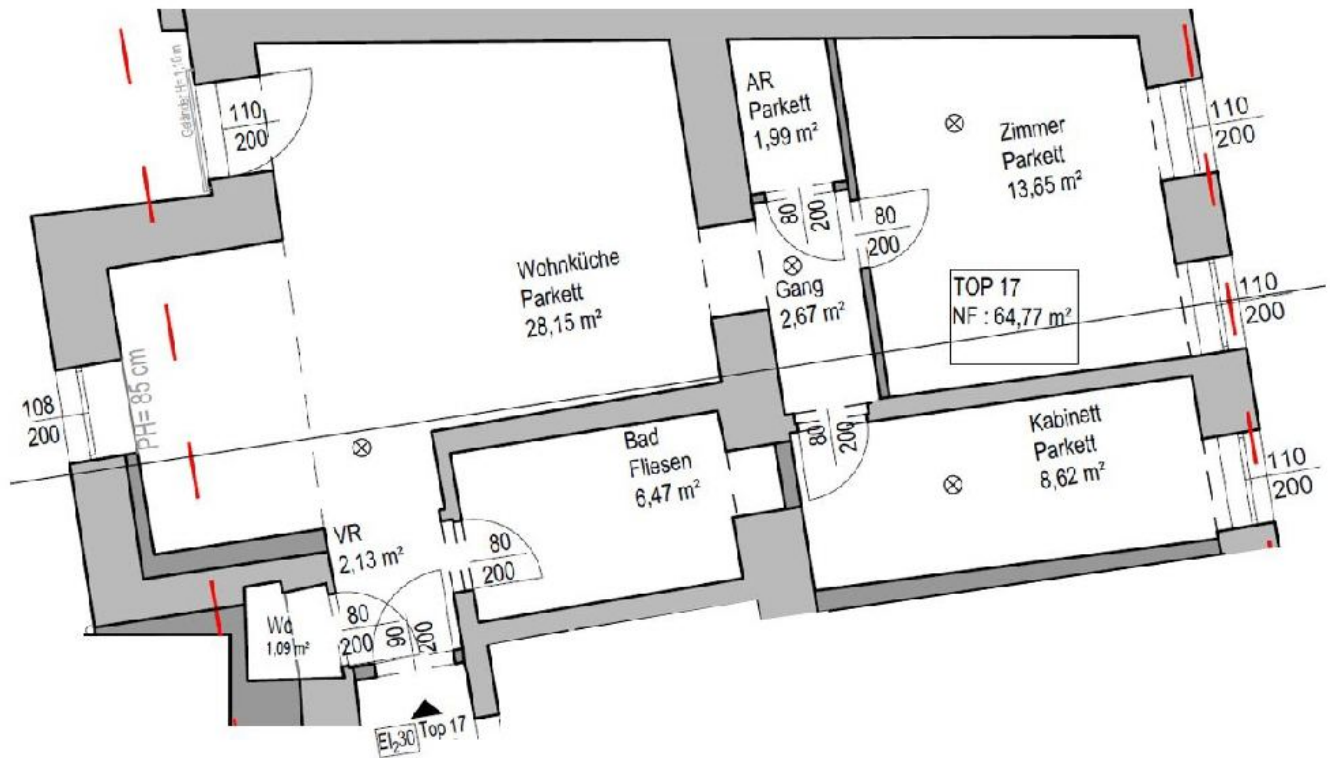 Geländer H= 1,10m
110
200
AR
Parkett
1,99 m²
Zimmer
Parkett
13,65 m²
110
200
80
200
80
200
Wohnküche
Parkett
28,15 m²
Gang
2,67 m²
TOP 17
NF : 64,77 m²
110
200
PH= 85 cm
108
200
80
200
Kabinett
Parkett
8,62 m²
Bad
Fliesen
6,47 m²
110
200
VR
2,13 m²
80
200
Wc
1,09 m²
80
200
90
200
EI₂30
Top 17